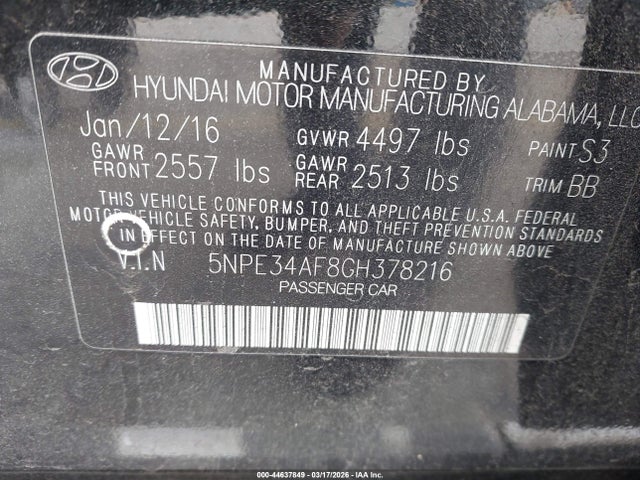 MANUFACTURED BY
HYUNDAI MOTOR MANUFACTURING ALABAMA, LLC
Jan/12/16 GVWR 4497 lbs PAINT S3
GAWR FRONT 2557 lbs GAWR REAR 2513 lbs TRIM BB
THIS VEHICLE CONFORMS TO ALL APPLICABLE U.S.A. FEDERAL
MOTOR VEHICLE SAFETY, BUMPER, AND THEFT PREVENTION STANDARDS
IN EFFECT ON THE DATE OF MANUFACTURE SHOWN ABOVE
V.I.N 5NPE34AF8GH378216
PASSENGER CAR
000-44637849 - 03/17/2026 - IAA Inc.